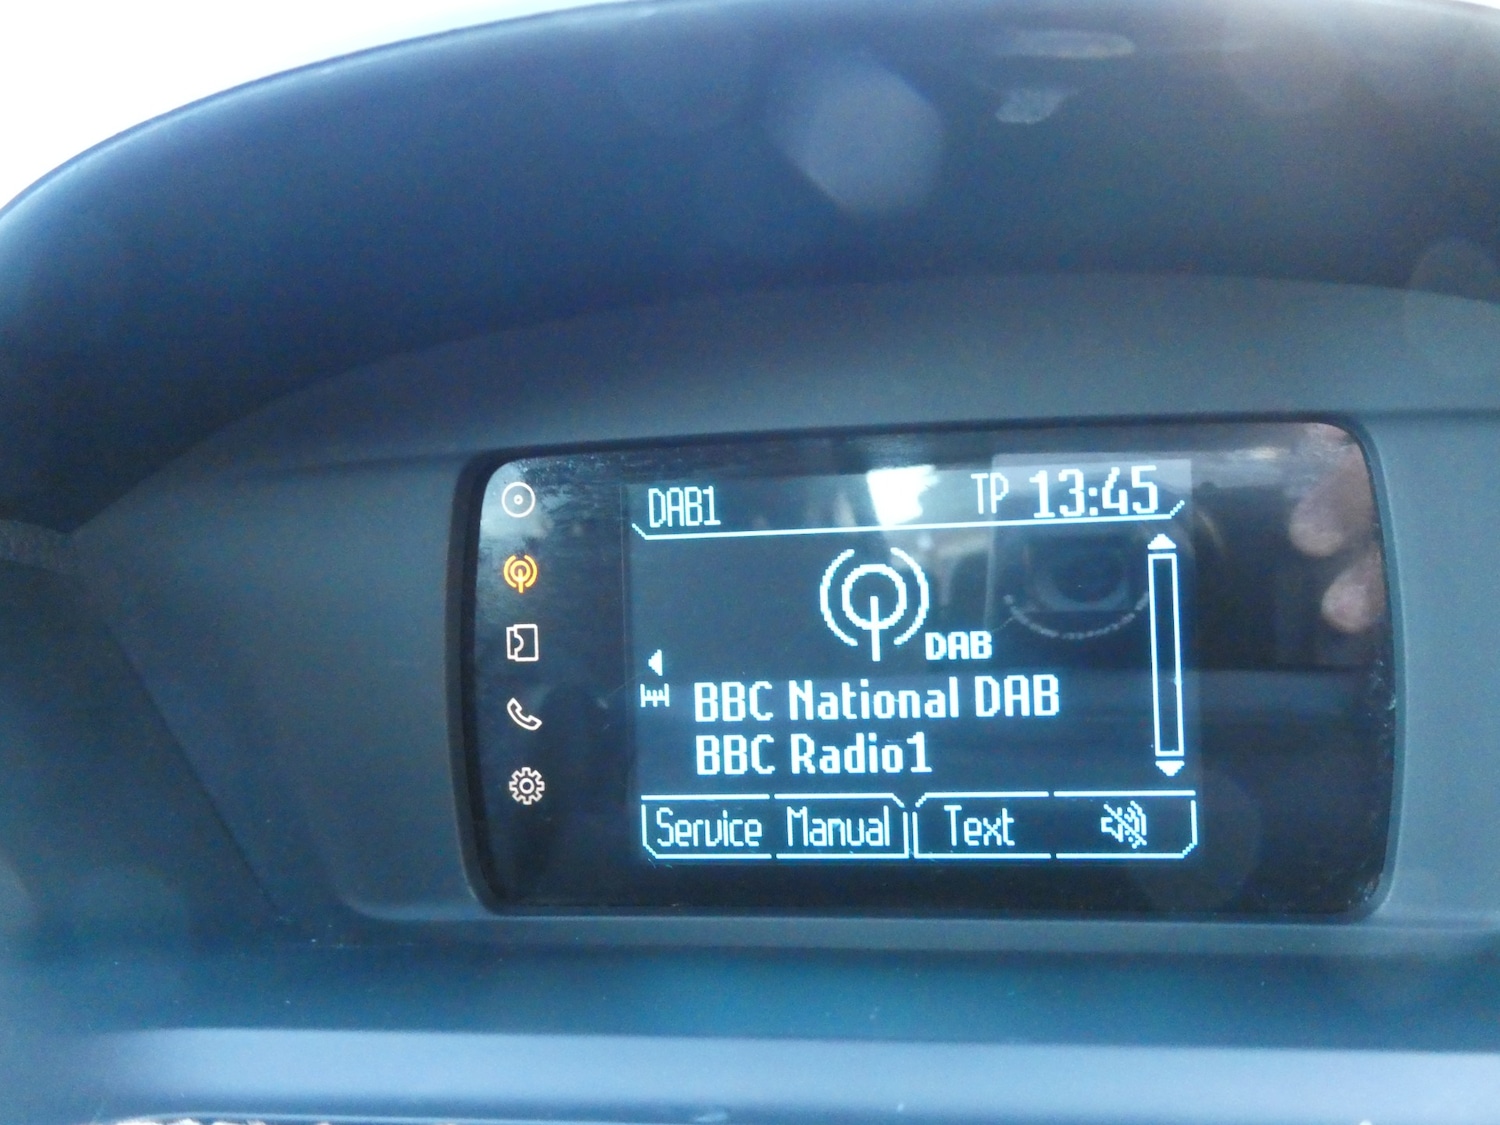 DAB1 TP 13:45
DAB
BBC National DAB
BBC Radio1
Service Manual Text